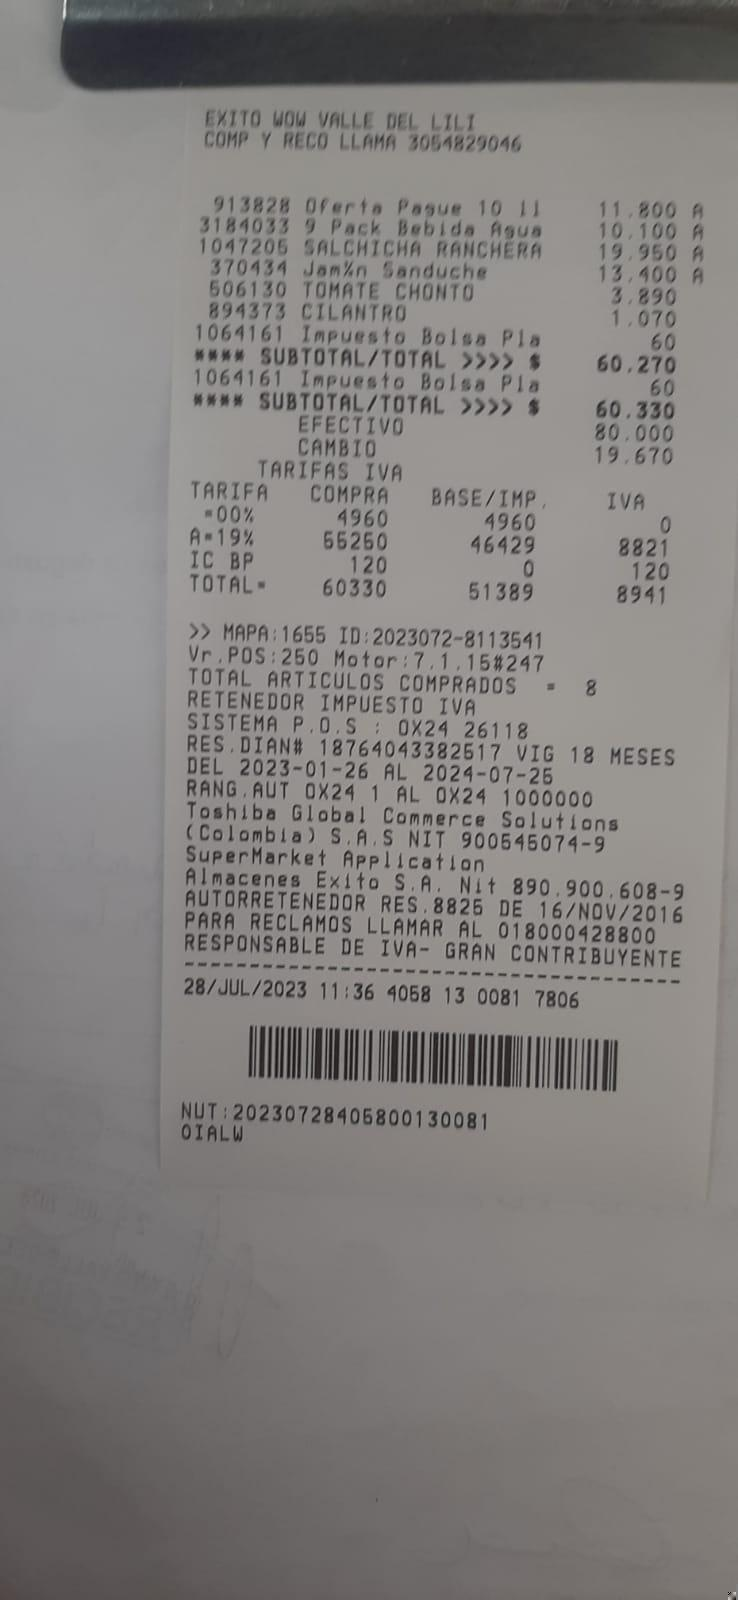 EXITO WOW VALLE DEL LILI
COMP Y RECO LLAMA 3054829046
913828 Oferta Pague 10 ll 11.800 A
3184033 9 Pack Bebida Agua 10.100 A
1047205 SALCHICHA RANCHERA 19.950 A
370434 Jam%n Sanduche 13.400 A
506130 TOMATE CHONTO 3.890
894373 CILANTRO 1.070
1064161 Impuesto Bolsa Pla 60
**** SUBTOTAL/TOTAL >>>> $ 60.270
1064161 Impuesto Bolsa Pla 60
**** SUBTOTAL/TOTAL >>>> $ 60.330
EFECTIVO 80.000
CAMBIO 19.670
TARIFAS IVA
TARIFA COMPRA BASE/IMP. IVA
=00% 4960 4960 0
A=19% 55250 46429 8821
IC BP 120 0 120
TOTAL= 60330 51389 8941
>> MAPA:1655 ID:2023072-8113541
Vr.POS:250 Motor:7.1.15#247
TOTAL ARTICULOS COMPRADOS = 8
RETENEDOR IMPUESTO IVA
SISTEMA P.O.S : OX24 26118
RES.DIAN# 18764043382517 VIG 18 MESES
DEL 2023-01-26 AL 2024-07-25
RANG.AUT OX24 1 AL OX24 1000000
Toshiba Global Commerce Solutions
(Colombia) S.A.S NIT 900545074-9
SuperMarket Application
Almacenes Exito S.A. Nit 890.900.608-9
AUTORRETENEDOR RES.8825 DE 16/NOV/2016
PARA RECLAMOS LLAMAR AL 018000428800
RESPONSABLE DE IVA- GRAN CONTRIBUYENTE
--------------------------------------
28/JUL/2023 11:36 4058 13 0081 7806
NUT:20230728405800130081
OIALW